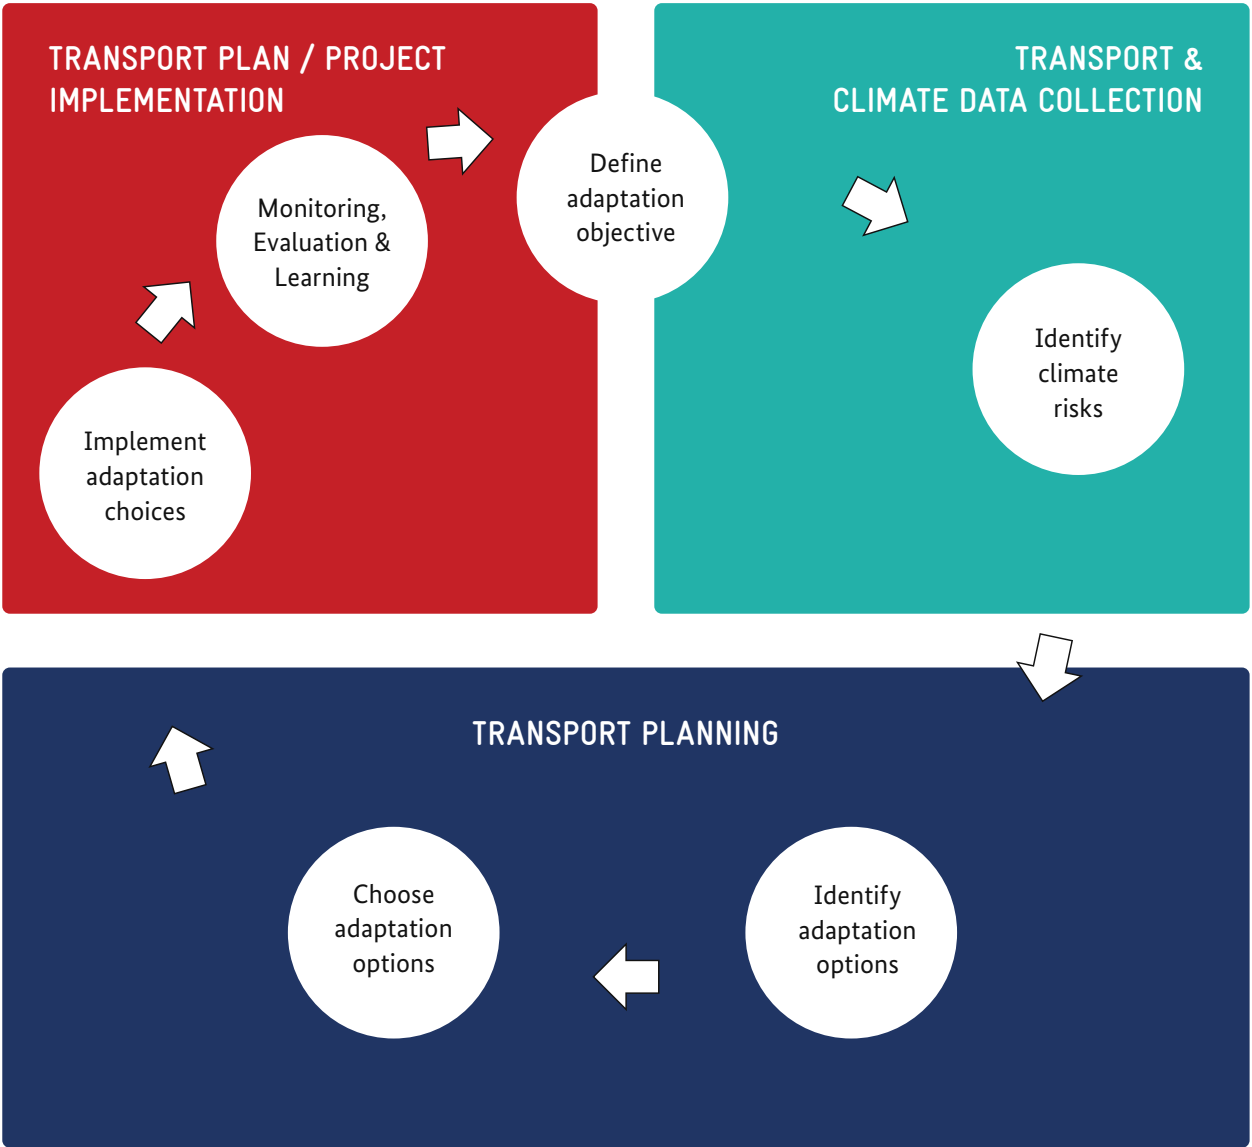 TRANSPORT PLAN / PROJECT
IMPLEMENTATION
TRANSPORT &
CLIMATE DATA COLLECTION
Define
adaptation
objective
Monitoring,
Evaluation &
Learning
Identify
climate
risks
Implement
adaptation
choices
TRANSPORT PLANNING
Choose
adaptation
options
Identify
adaptation
options